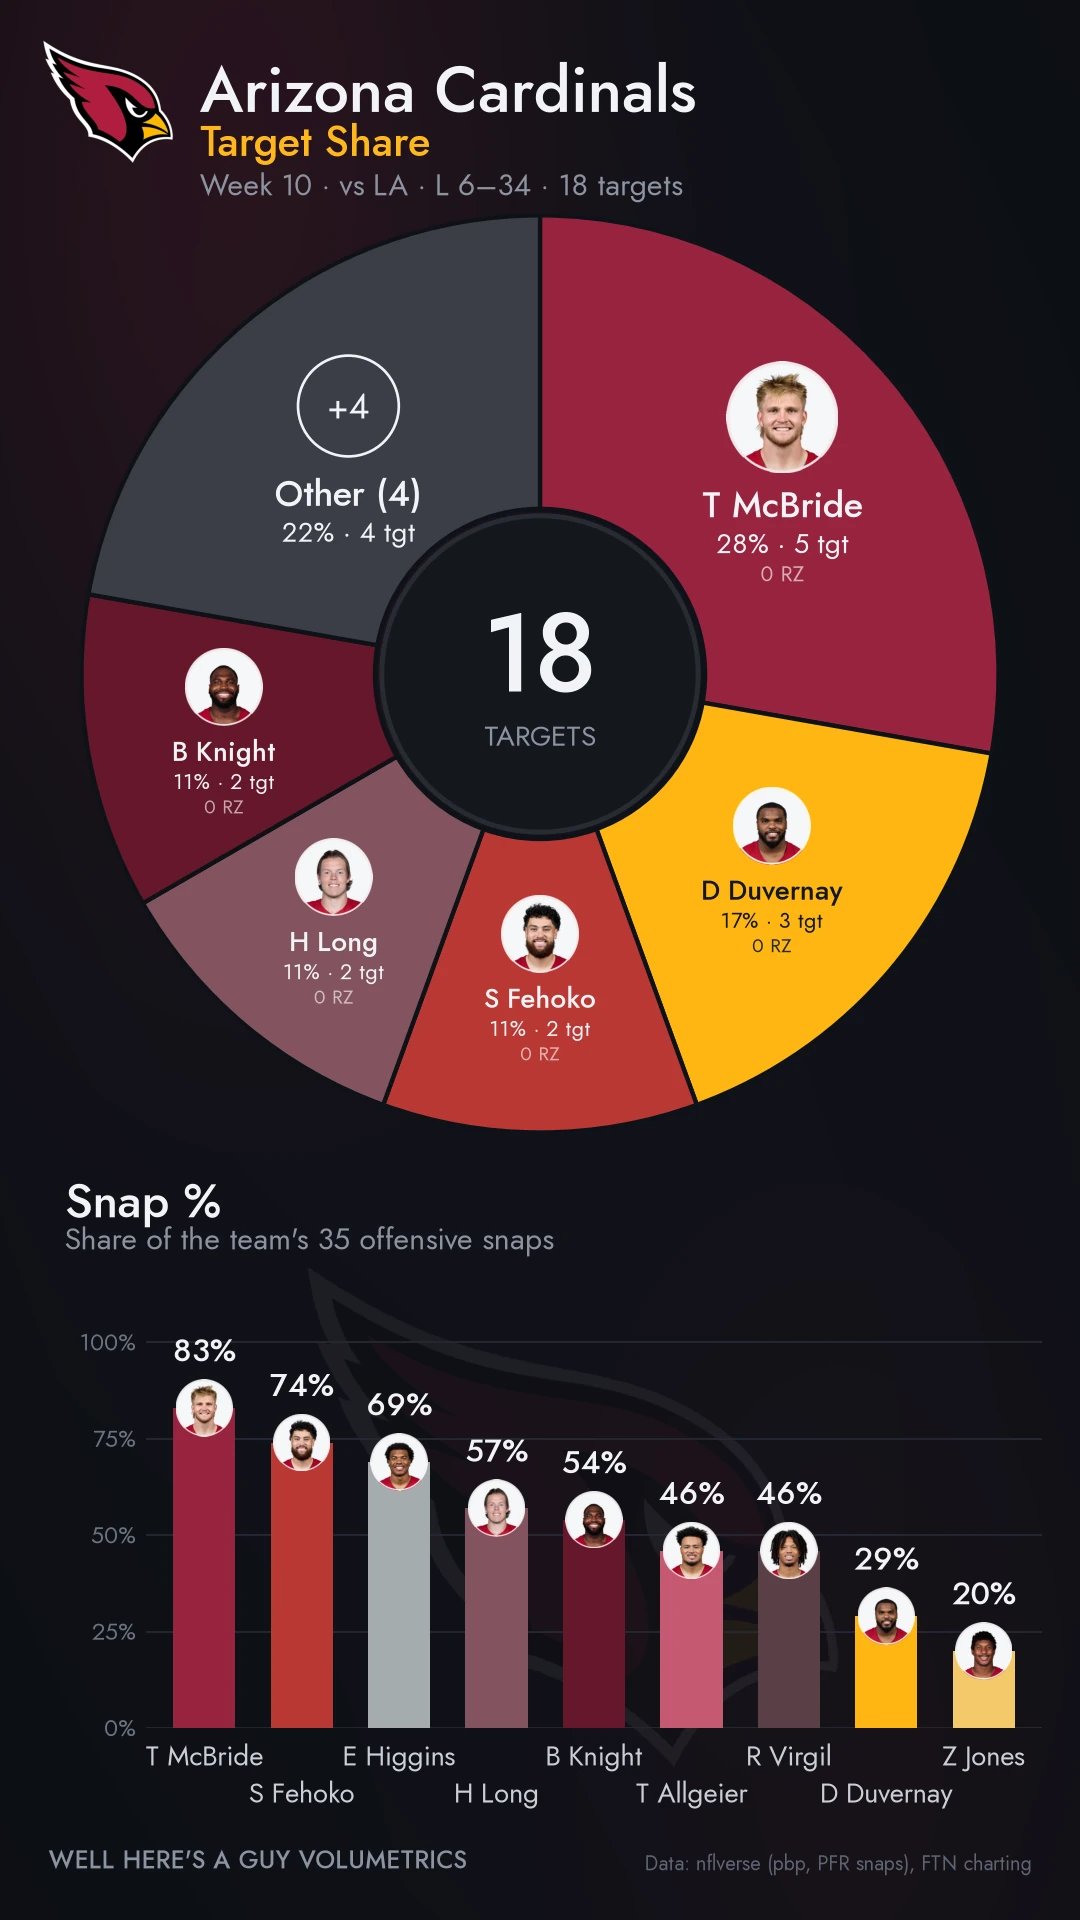 Arizona Cardinals
Target Share
Week 10 · vs LA · L 6–34 · 18 targets
+4
Other (4)
22% · 4 tgt
T McBride
28% · 5 tgt
0 RZ
18
TARGETS
B Knight
11% · 2 tgt
0 RZ
D Duvernay
17% · 3 tgt
0 RZ
H Long
11% · 2 tgt
0 RZ
S Fehoko
11% · 2 tgt
0 RZ
Snap %
Share of the team's 35 offensive snaps
100%
75%
50%
25%
0%
83%
74%
69%
57%
54%
46%
46%
29%
20%
T McBride
S Fehoko
E Higgins
H Long
B Knight
T Allgeier
R Virgil
D Duvernay
Z Jones
WELL HERE'S A GUY VOLUMETRICS
Data: nflverse (pbp, PFR snaps), FTN charting